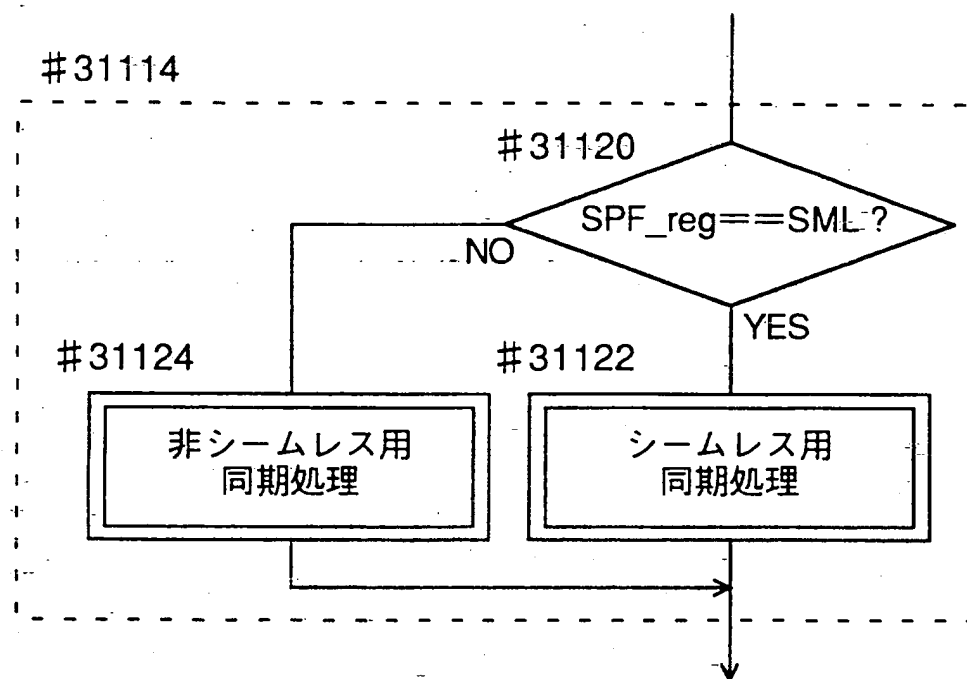 #31114
#31120
SPF_reg==SML?
NO
YES
#31124
#31122
非シームレス用
同期処理
シームレス用
同期処理